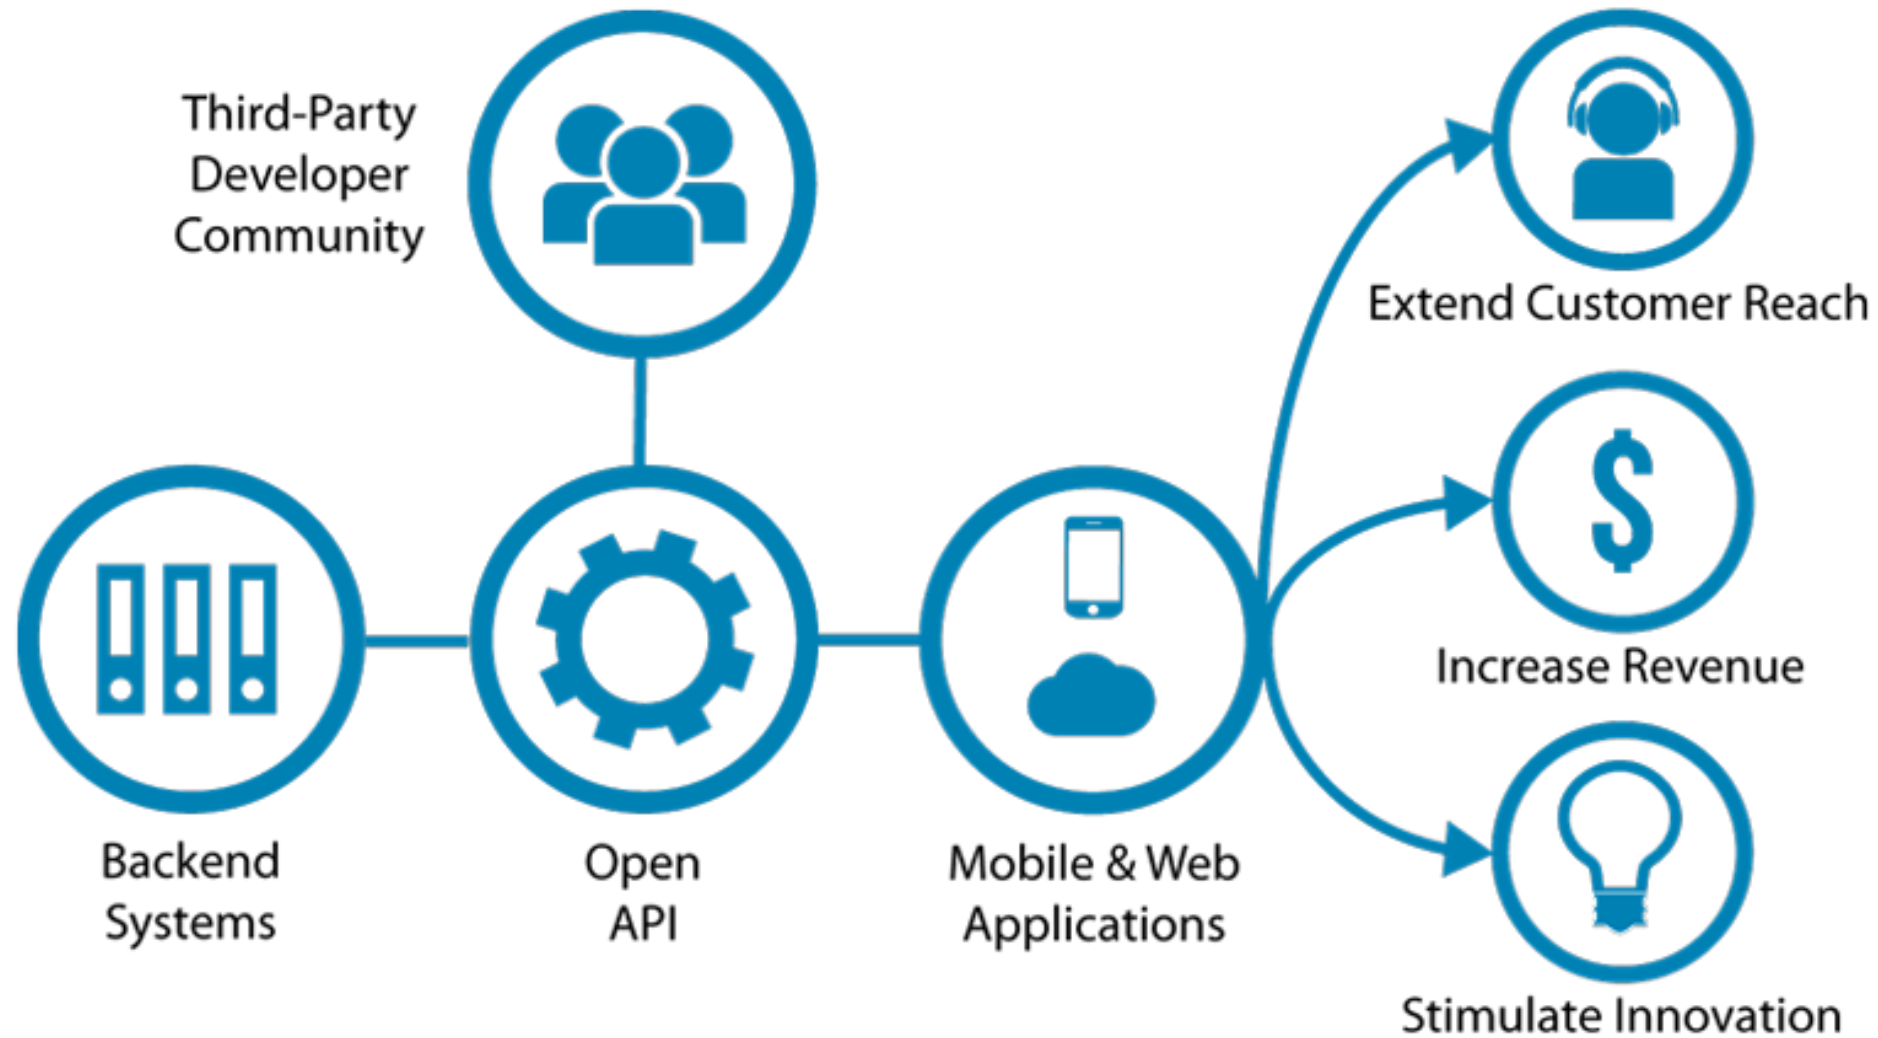 Third-Party
Developer
Community
Extend Customer Reach
Increase Revenue
Backend
Systems
Open
API
Mobile & Web
Applications
Stimulate Innovation